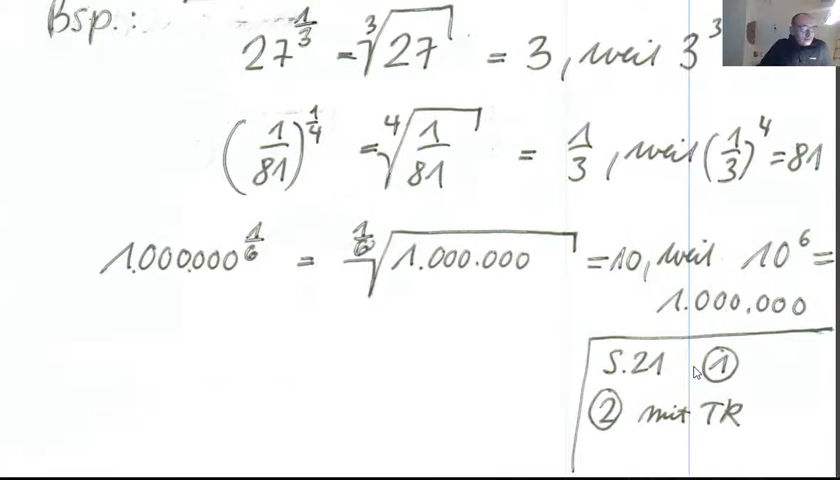 Bsp.:
27^(1/3) = ∛27 = 3, weil 3³
(1/81)^(1/4) = ∜(1/81) = 1/3, weil (1/3)⁴ = 81
1.000.000^(1/6) = ^(1/6)√1.000.000 = 10, weil 10⁶ =
1.000.000
S.21 ①
② mit TR